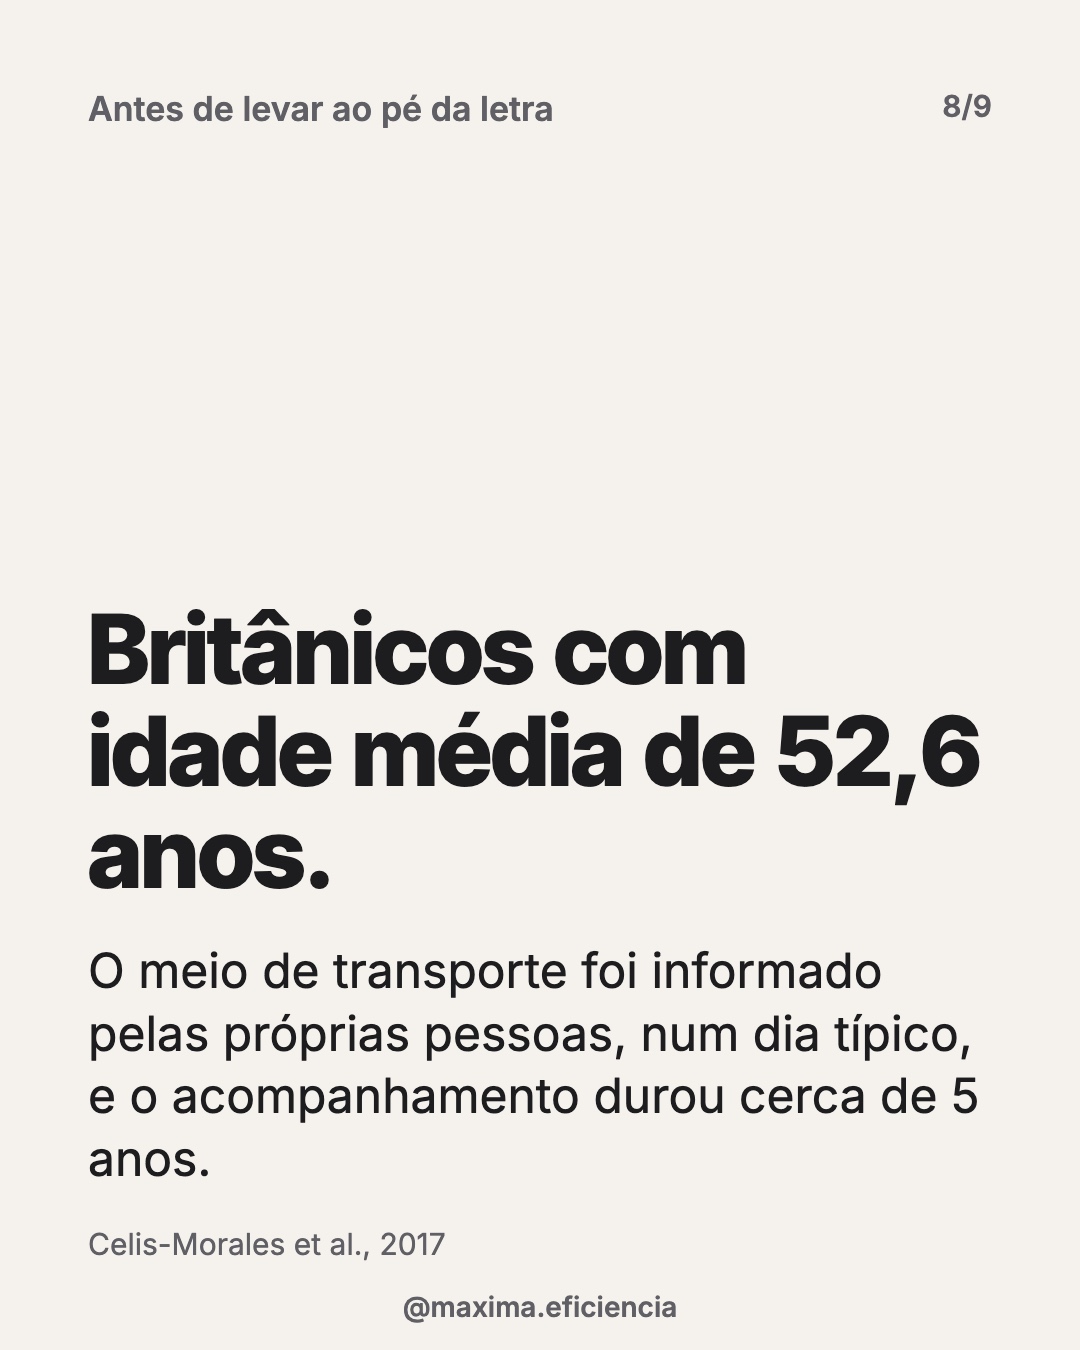 Antes de levar ao pé da letra
8/9
Britânicos com
idade média de 52,6
anos.
O meio de transporte foi informado
pelas próprias pessoas, num dia típico,
e o acompanhamento durou cerca de 5
anos.
Celis-Morales et al., 2017
@maxima.eficiencia